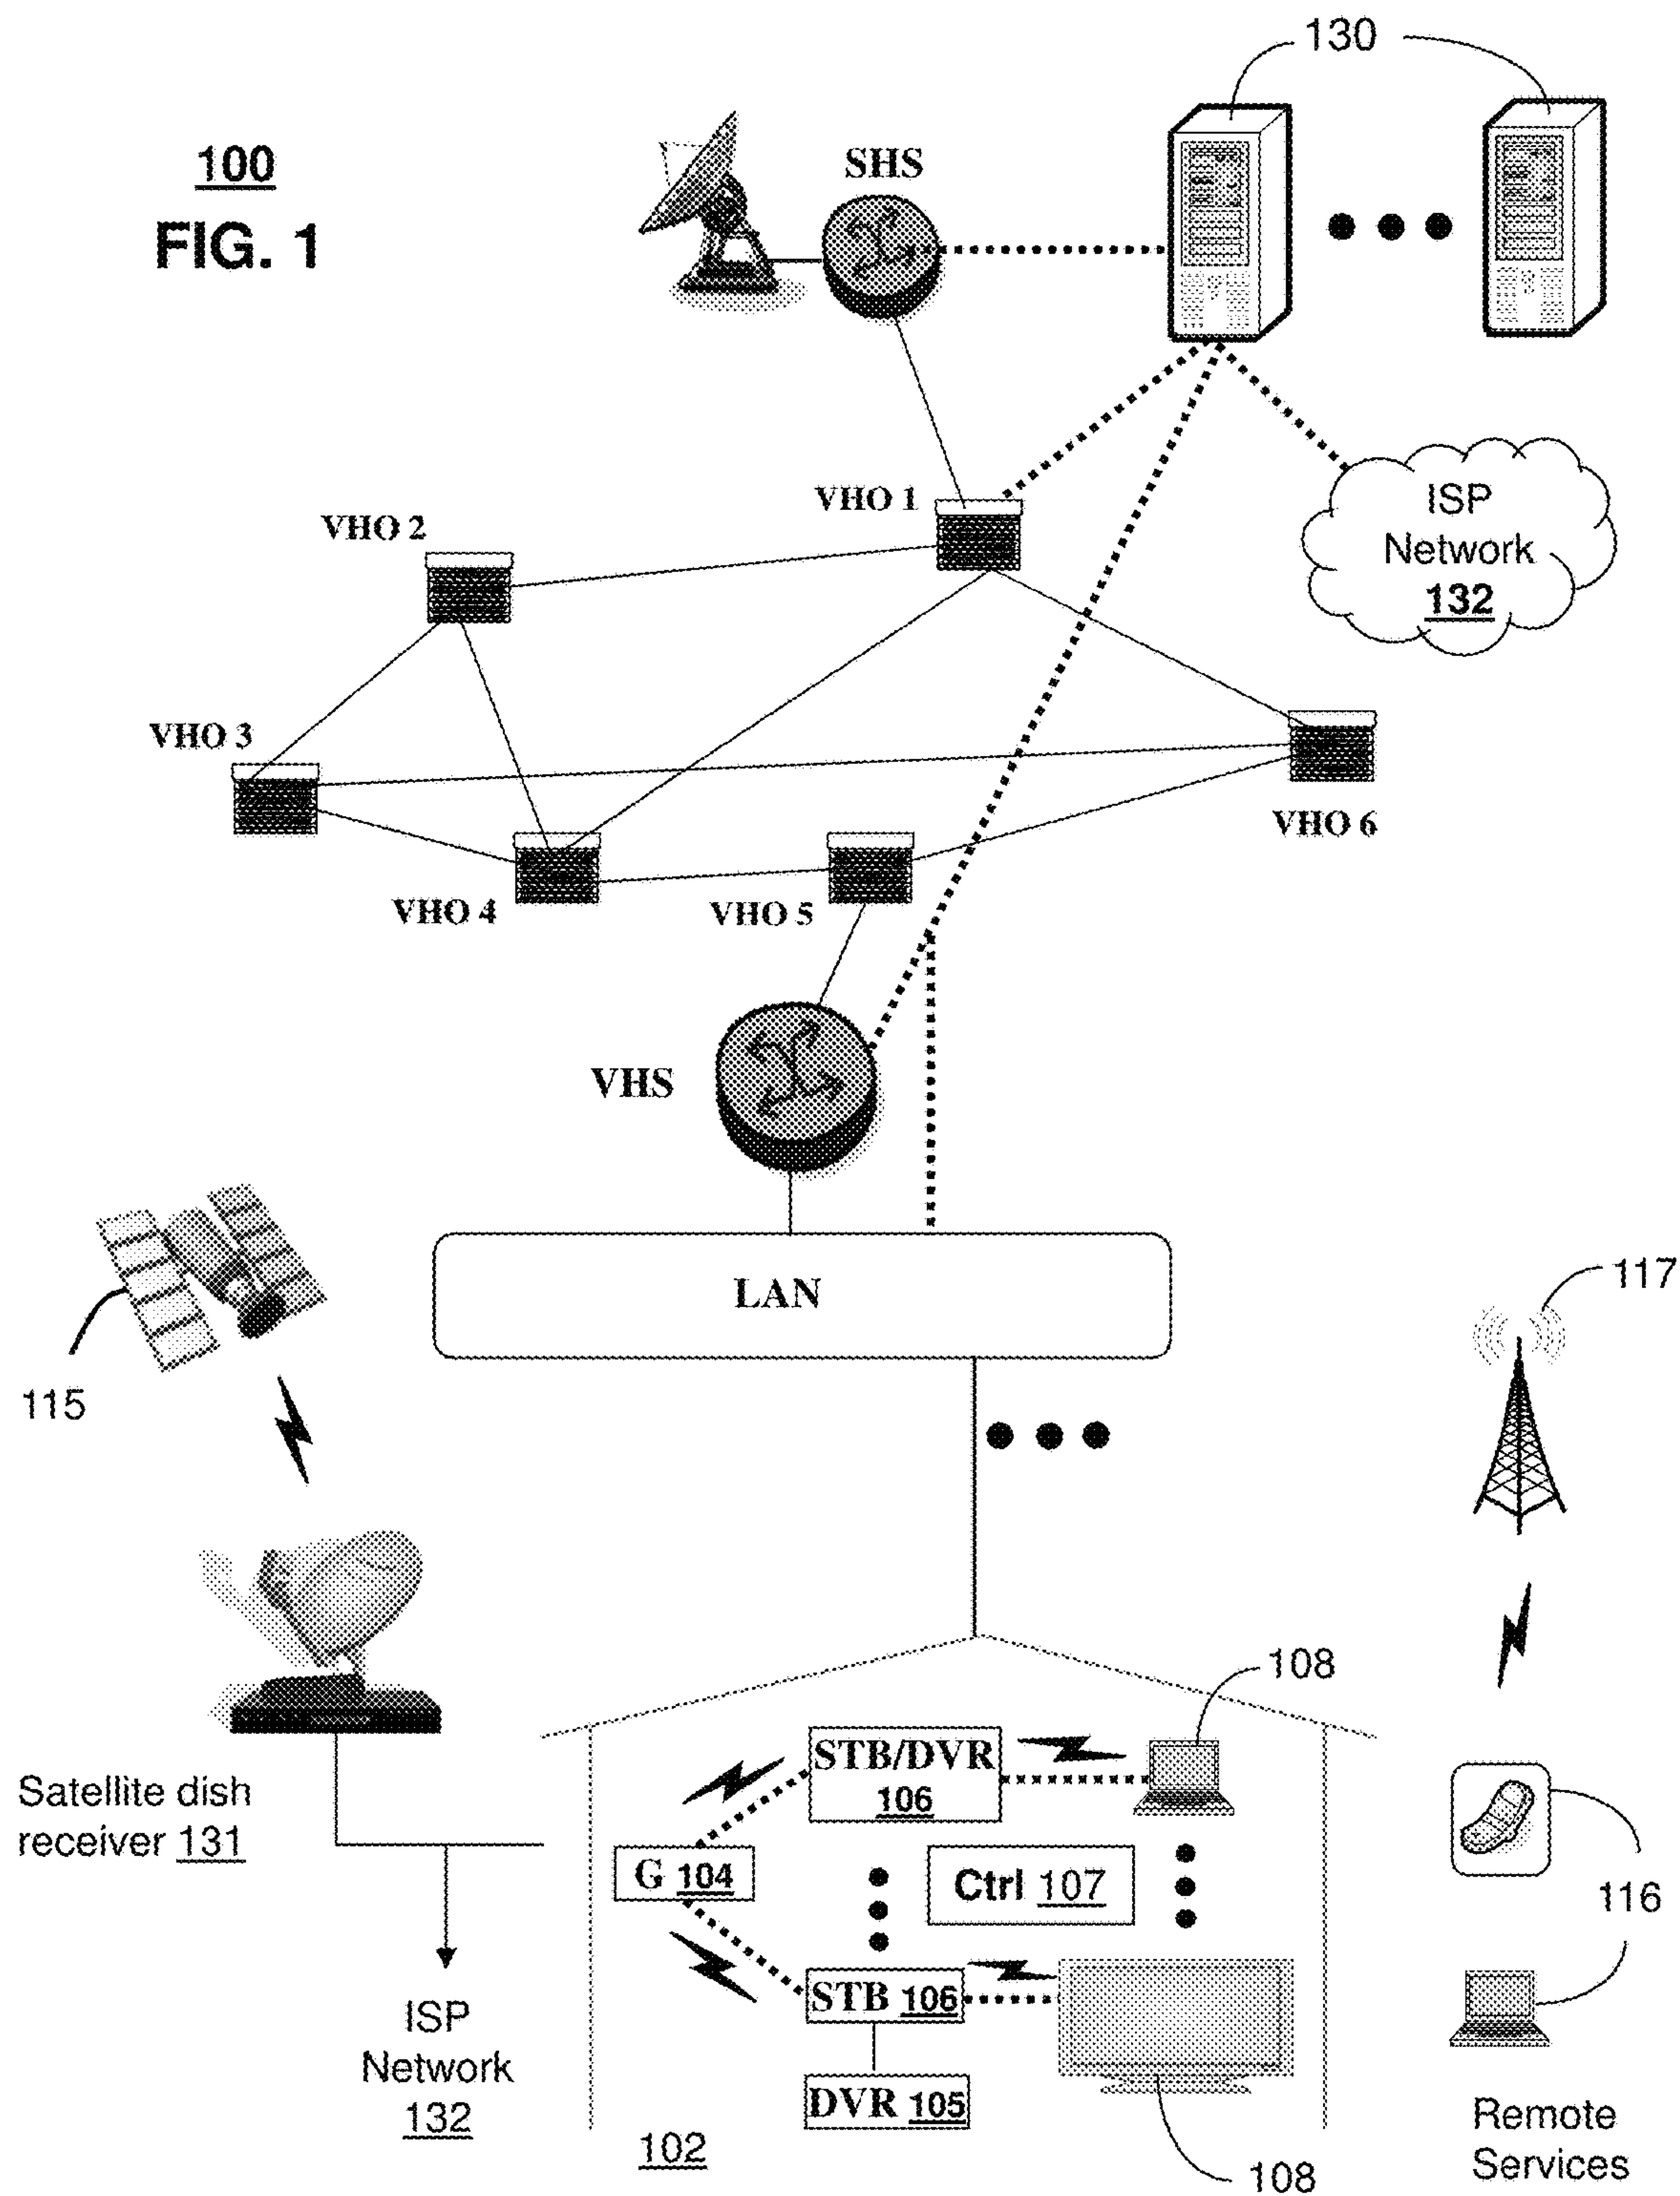 130
100
FIG. 1
SHS
ISP
Network
132
VHO 1
VHO 2
VHO 3
VHO 6
VHO 4
VHO 5
VHS
LAN
117
115
108
STB/DVR
106
Satellite dish
receiver 131
G 104
Ctrl 107
116
STB 106
ISP
Network
132
DVR 105
102
108
Remote
Services